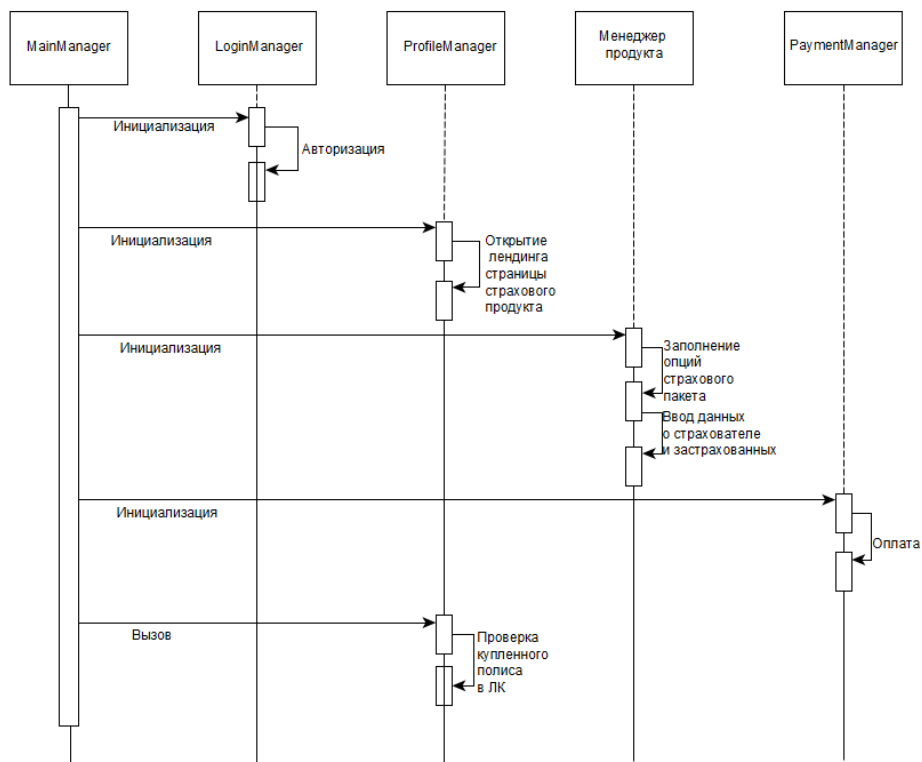 MainManager
LoginManager
ProfileManager
Менеджер
продукта
PaymentManager
Инициализация
Авторизация
Инициализация
Открытие
лендинга
страницы
страхового
продукта
Инициализация
Заполнение
опций
страхового
пакета
Ввод данных
о страхователе
и застрахованных
Инициализация
Оплата
Вызов
Проверка
купленного
полиса
в ЛК